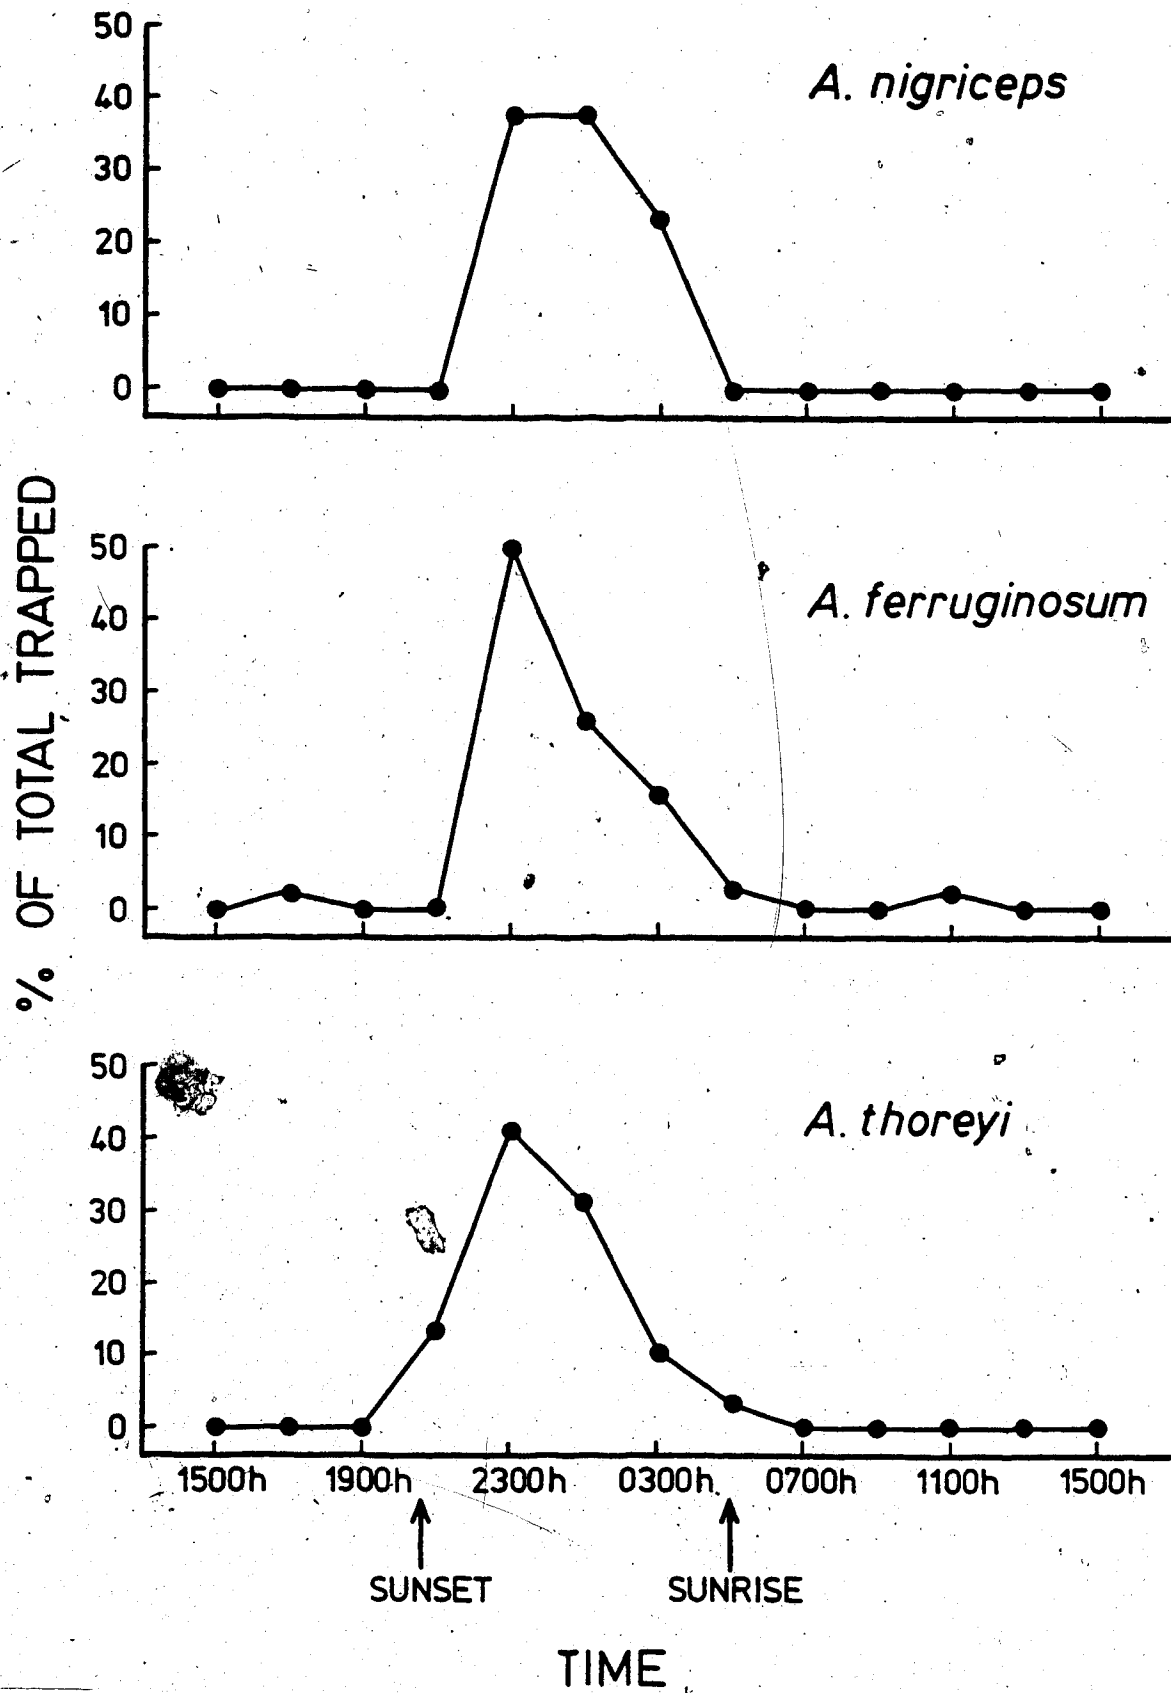 50
40
30
20
10
0
A. nigriceps
% OF TOTAL TRAPPED
50
40
30
20
10
0
A. ferruginosum
50
40
30
20
10
0
A. thoreyi
1500h 1900h 2300h 0300h 0700h 1100h 1500h
SUNSET SUNRISE
TIME